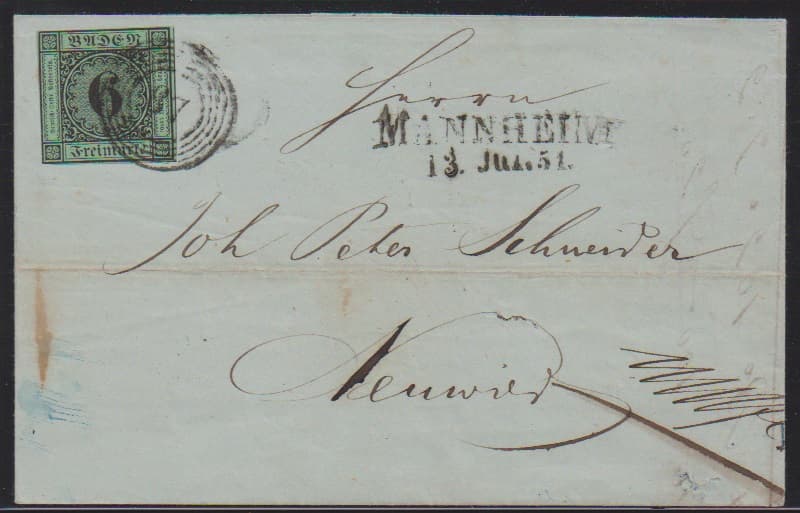 BADEN
6
Freimarke
Herrn
MANNHEIM
13. JUL. 51.
Joh Peter Schneider
Neuwied